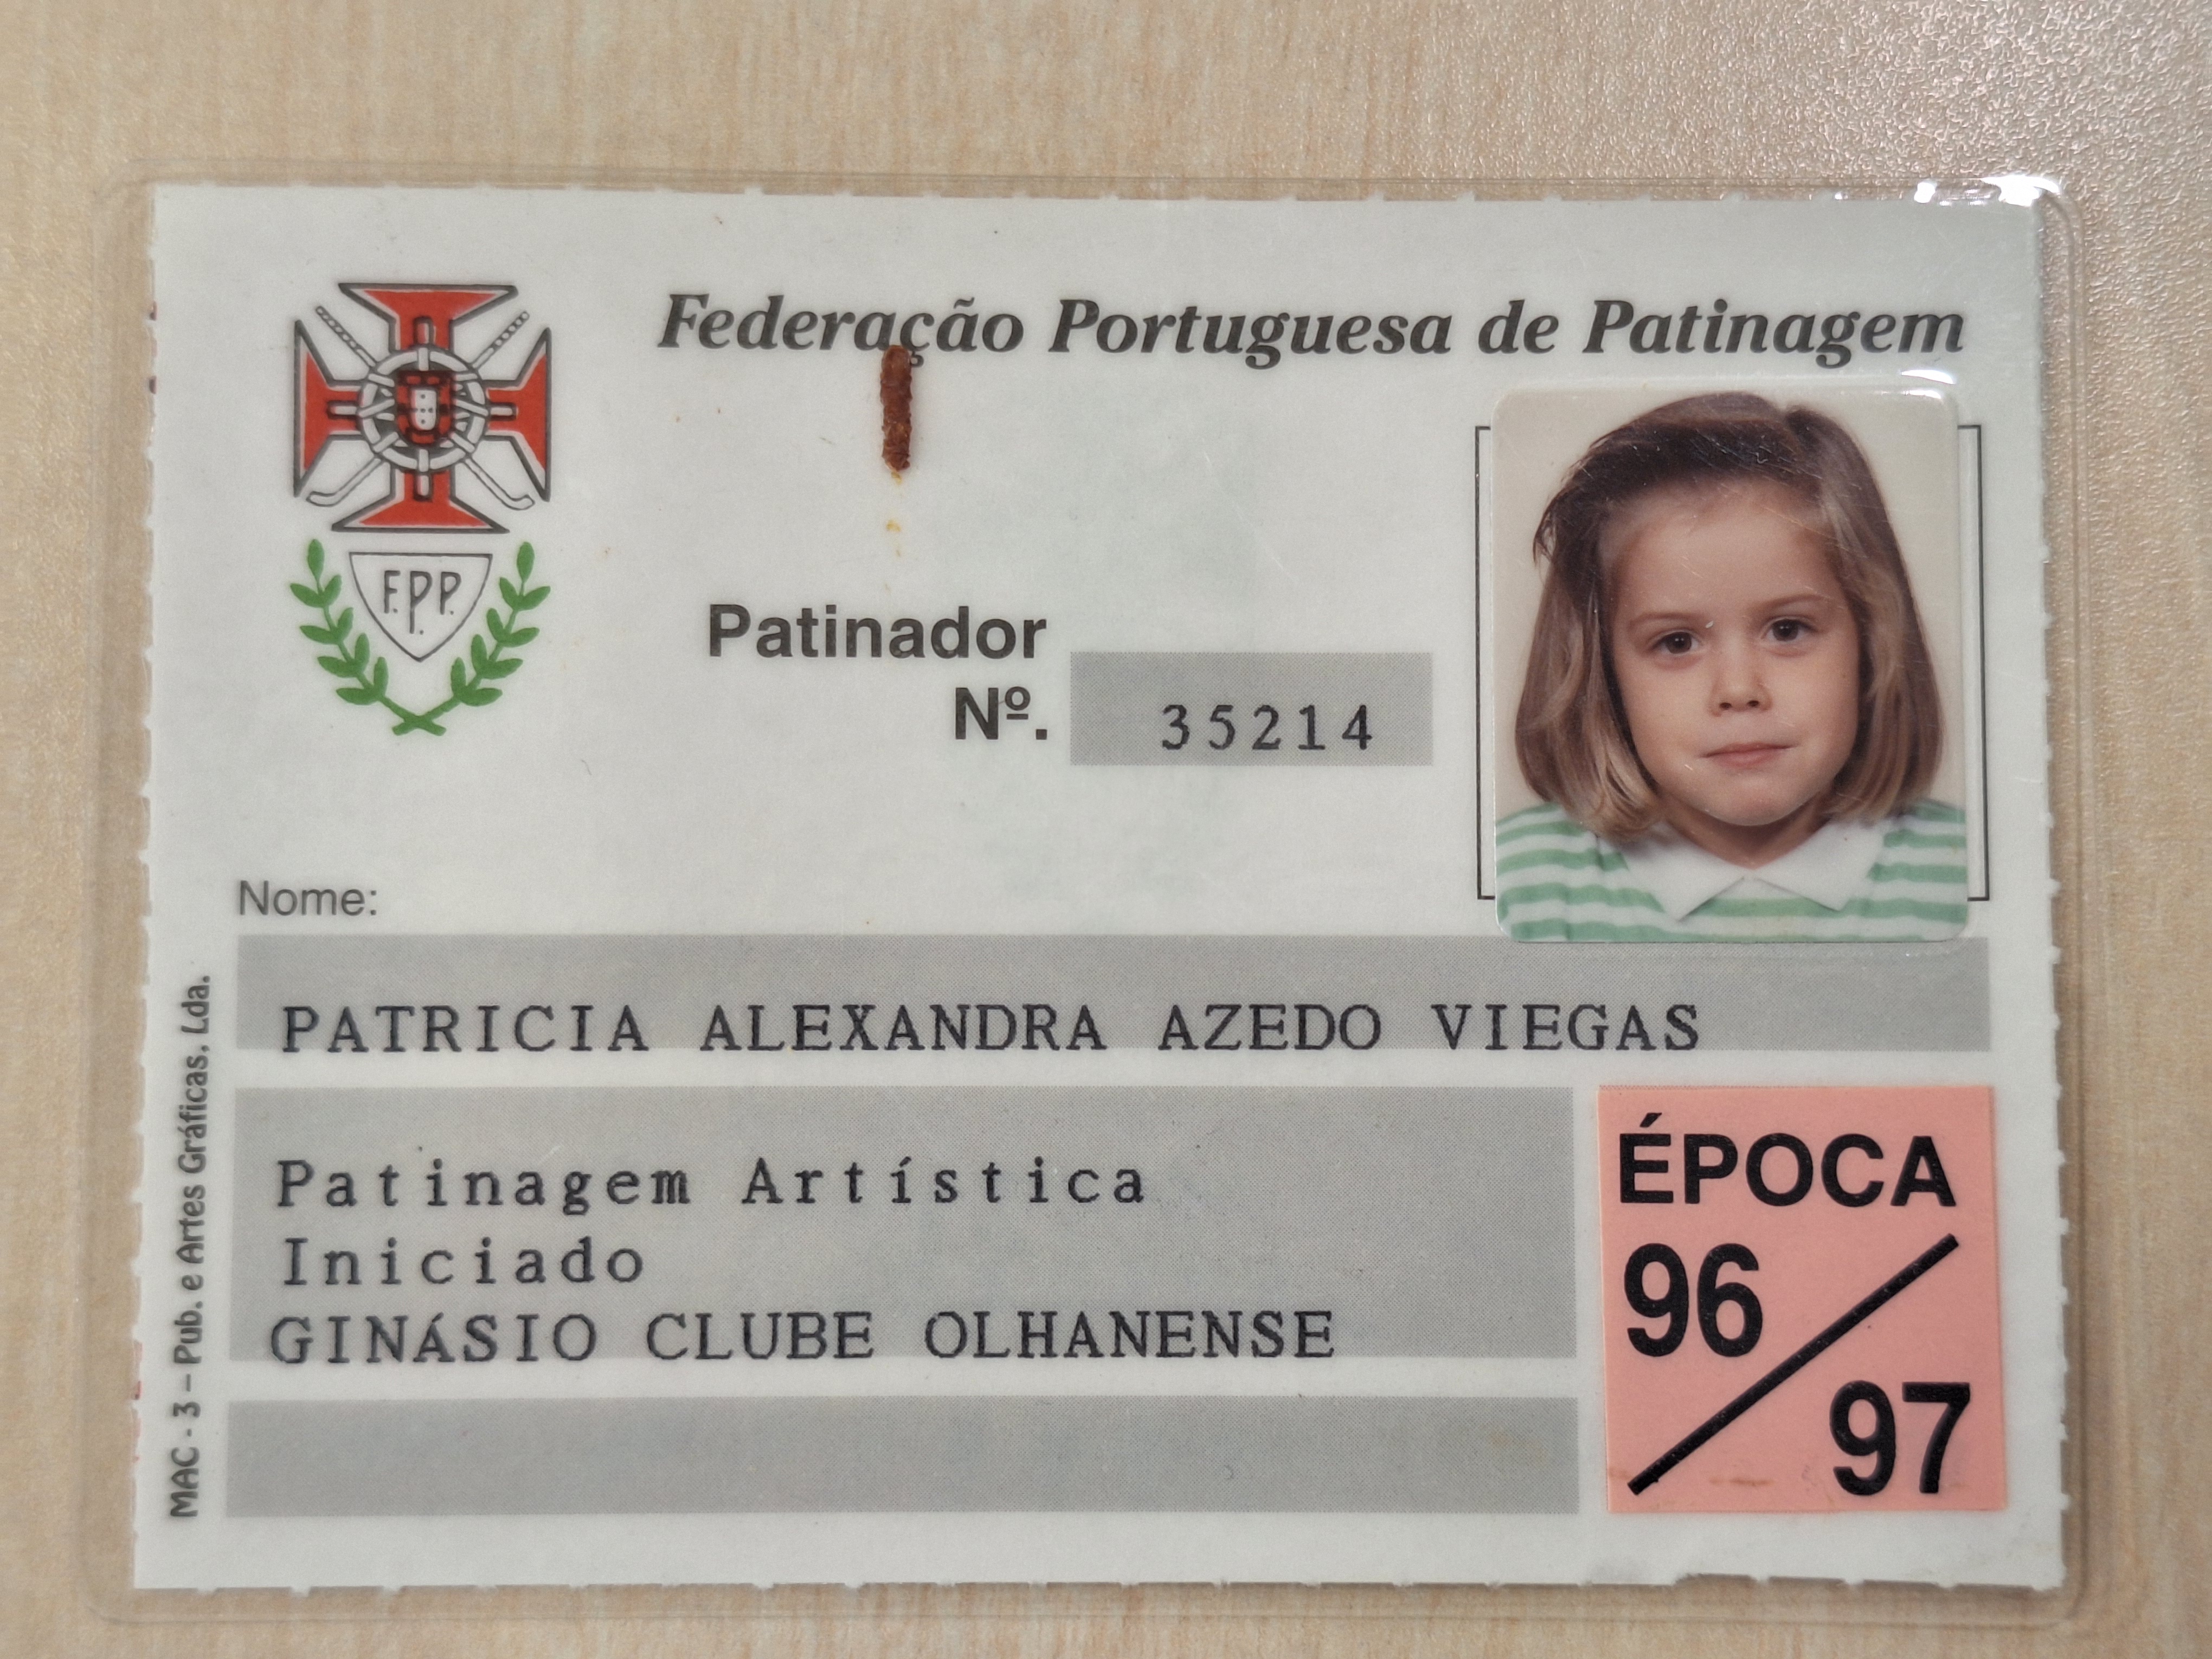 Federação Portuguesa de Patinagem
F.P.P.
Patinador
Nº. 35214
Nome:
PATRICIA ALEXANDRA AZEDO VIEGAS
Patinagem Artística
Iniciado
GINÁSIO CLUBE OLHANENSE
ÉPOCA
96/97
MAC - 3 – Pub. e Artes Gráficas, Lda.